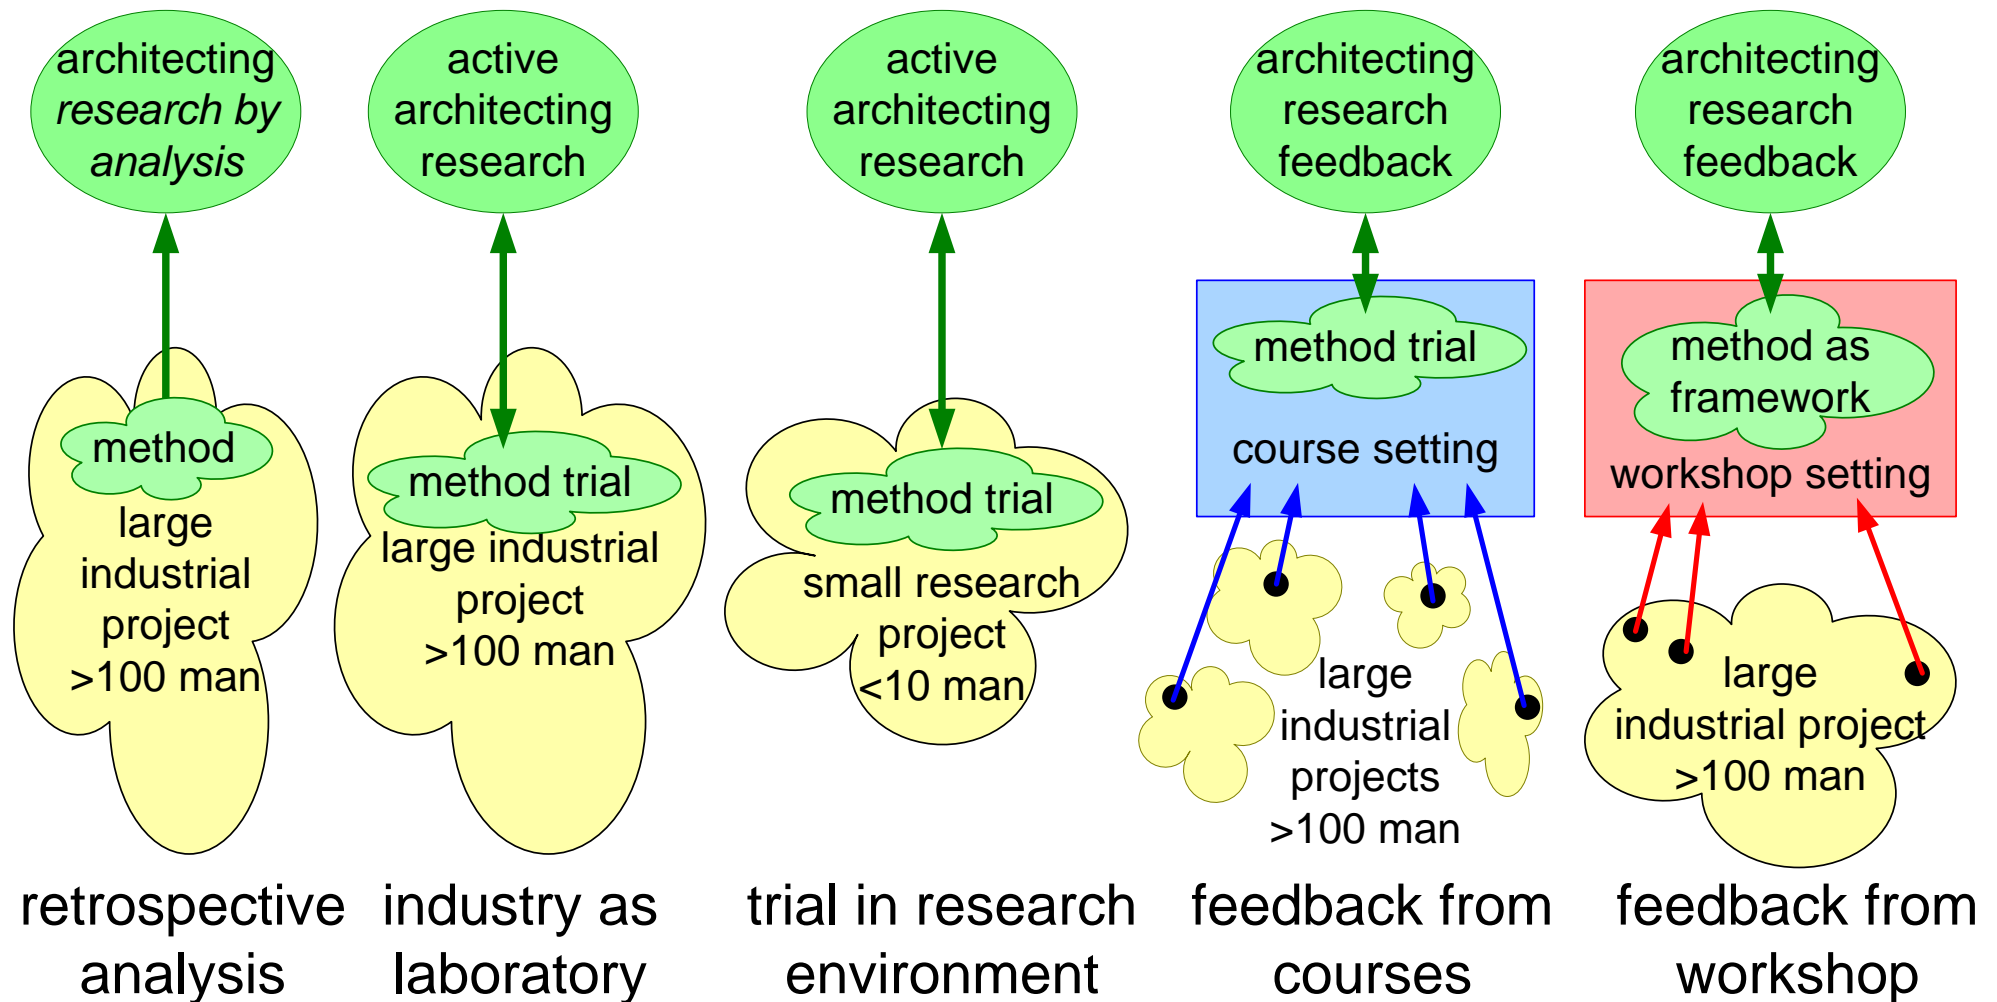 architecting
research by
analysis
method
large
industrial
project
>100 man
retrospective
analysis
active
architecting
research
method trial
large industrial
project
>100 man
industry as
laboratory
active
architecting
research
method trial
small research
project
<10 man
trial in research
environment
architecting
research
feedback
method trial
course setting
large
industrial
projects
>100 man
feedback from
courses
architecting
research
feedback
method as
framework
workshop setting
large
industrial project
>100 man
feedback from
workshop